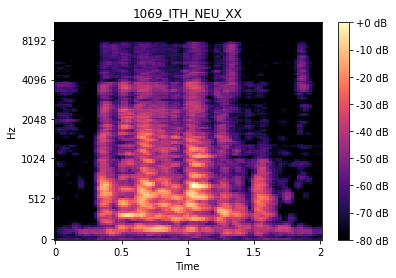 1069_ITH_NEU_XX
8192
4096
2048
1024
512
0
Hz
0
0.5
1
1.5
2
Time
+0 dB
-10 dB
-20 dB
-30 dB
-40 dB
-50 dB
-60 dB
-70 dB
-80 dB